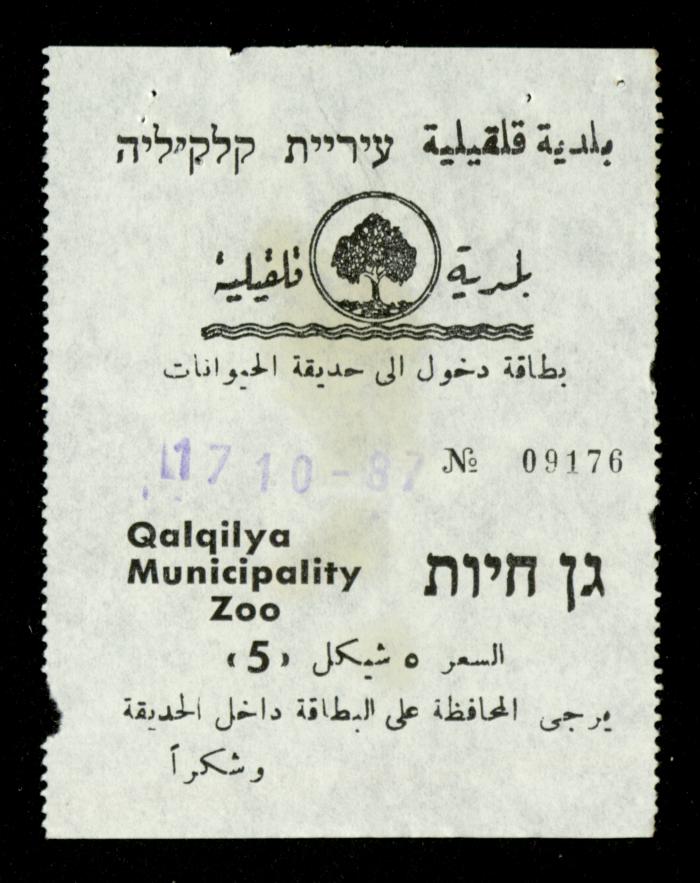 بلدية قلقيلية עיריית קלקיליה
بلدية قلقيلية
بطاقة دخول الى حديقة الحيوانات
17 10 - 87
№ 09176
Qalqilya
Municipality
Zoo
גן חיות
السعر ٥ شيكل «5»
يرجى المحافظة على البطاقة داخل الحديقة
وشكراً